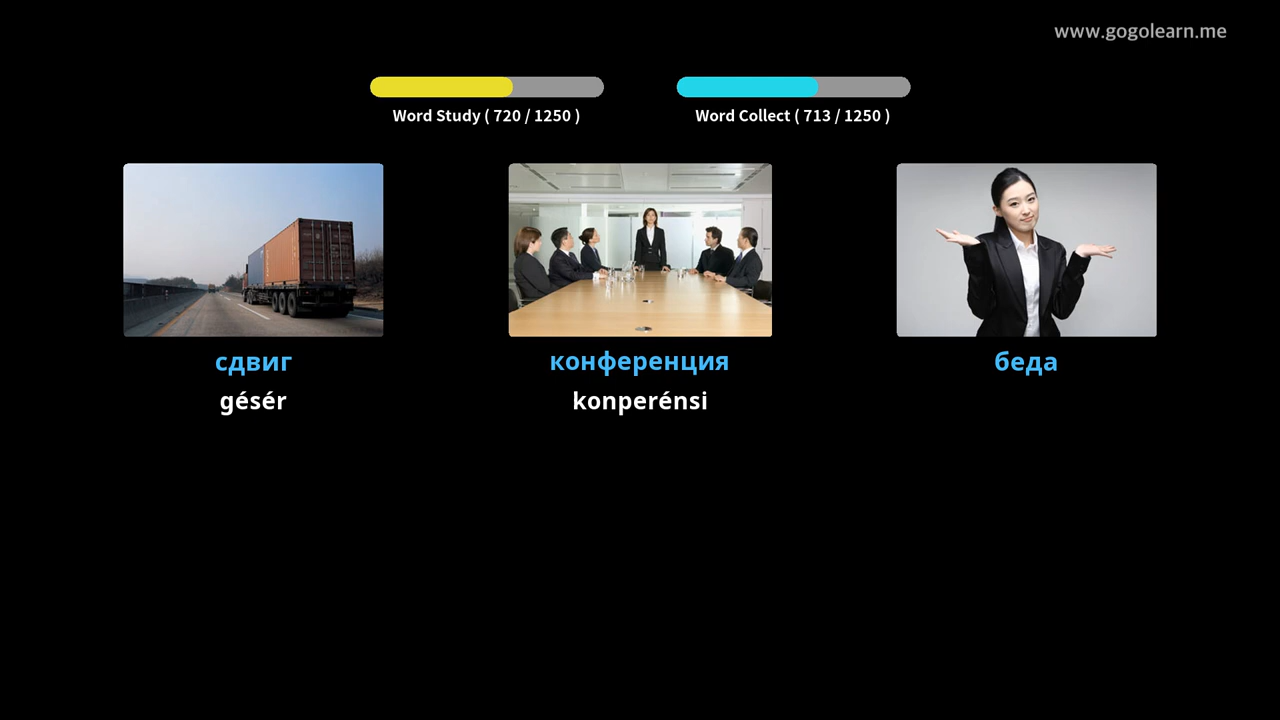 www.gogolearn.me
Word Study ( 720 / 1250 )
Word Collect ( 713 / 1250 )
сдвиг
конференция
беда
gésér
konperénsi